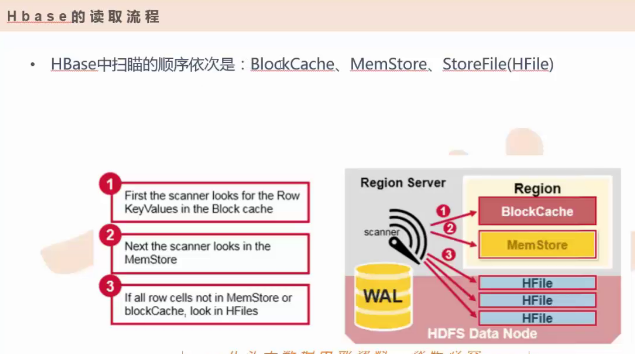 Hbase的读取流程
• HBase中扫瞄的顺序依次是：BlockCache、MemStore、StoreFile(HFile)
1
First the scanner looks for the Row
KeyValues in the Block cache
2
Next the scanner looks in the
MemStore
3
If all row cells not in MemStore or
blockCache, look in HFiles
Region Server
Region
scanner
1
BlockCache
2
MemStore
3
HFile
HFile
HFile
WAL
HDFS Data Node